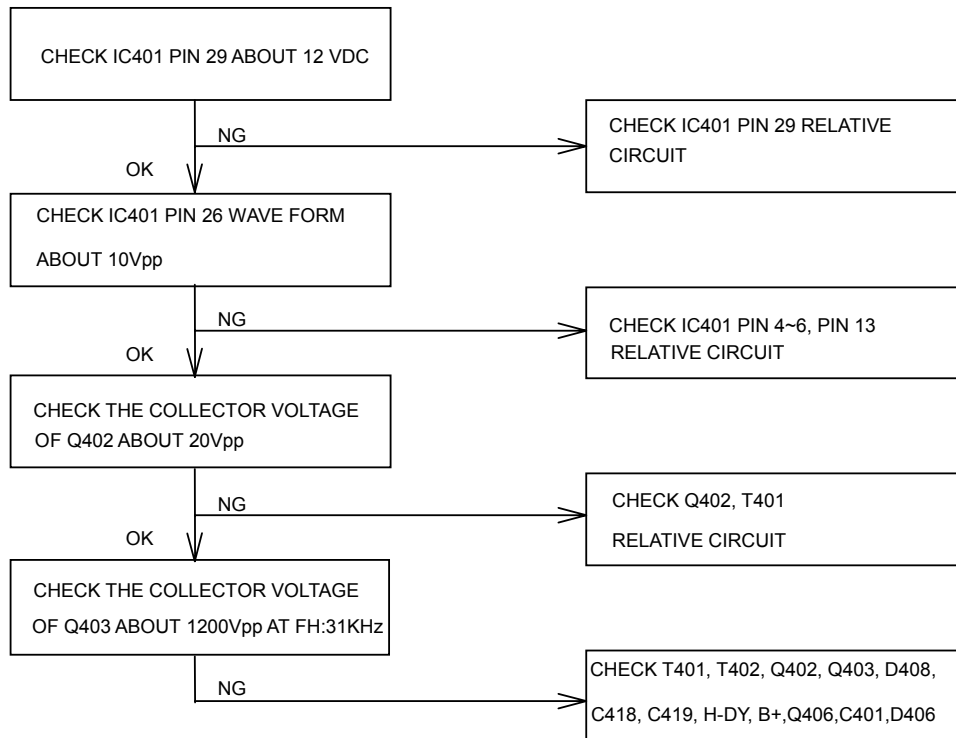 CHECK IC401 PIN 29 ABOUT 12 VDC
NG
CHECK IC401 PIN 29 RELATIVE
CIRCUIT
OK
CHECK IC401 PIN 26 WAVE FORM
ABOUT 10Vpp
NG
CHECK IC401 PIN 4~6, PIN 13
RELATIVE CIRCUIT
OK
CHECK THE COLLECTOR VOLTAGE
OF Q402 ABOUT 20Vpp
NG
CHECK Q402, T401
RELATIVE CIRCUIT
OK
CHECK THE COLLECTOR VOLTAGE
OF Q403 ABOUT 1200Vpp AT FH:31KHz
NG
CHECK T401, T402, Q402, Q403, D408,
C418, C419, H-DY, B+,Q406,C401,D406